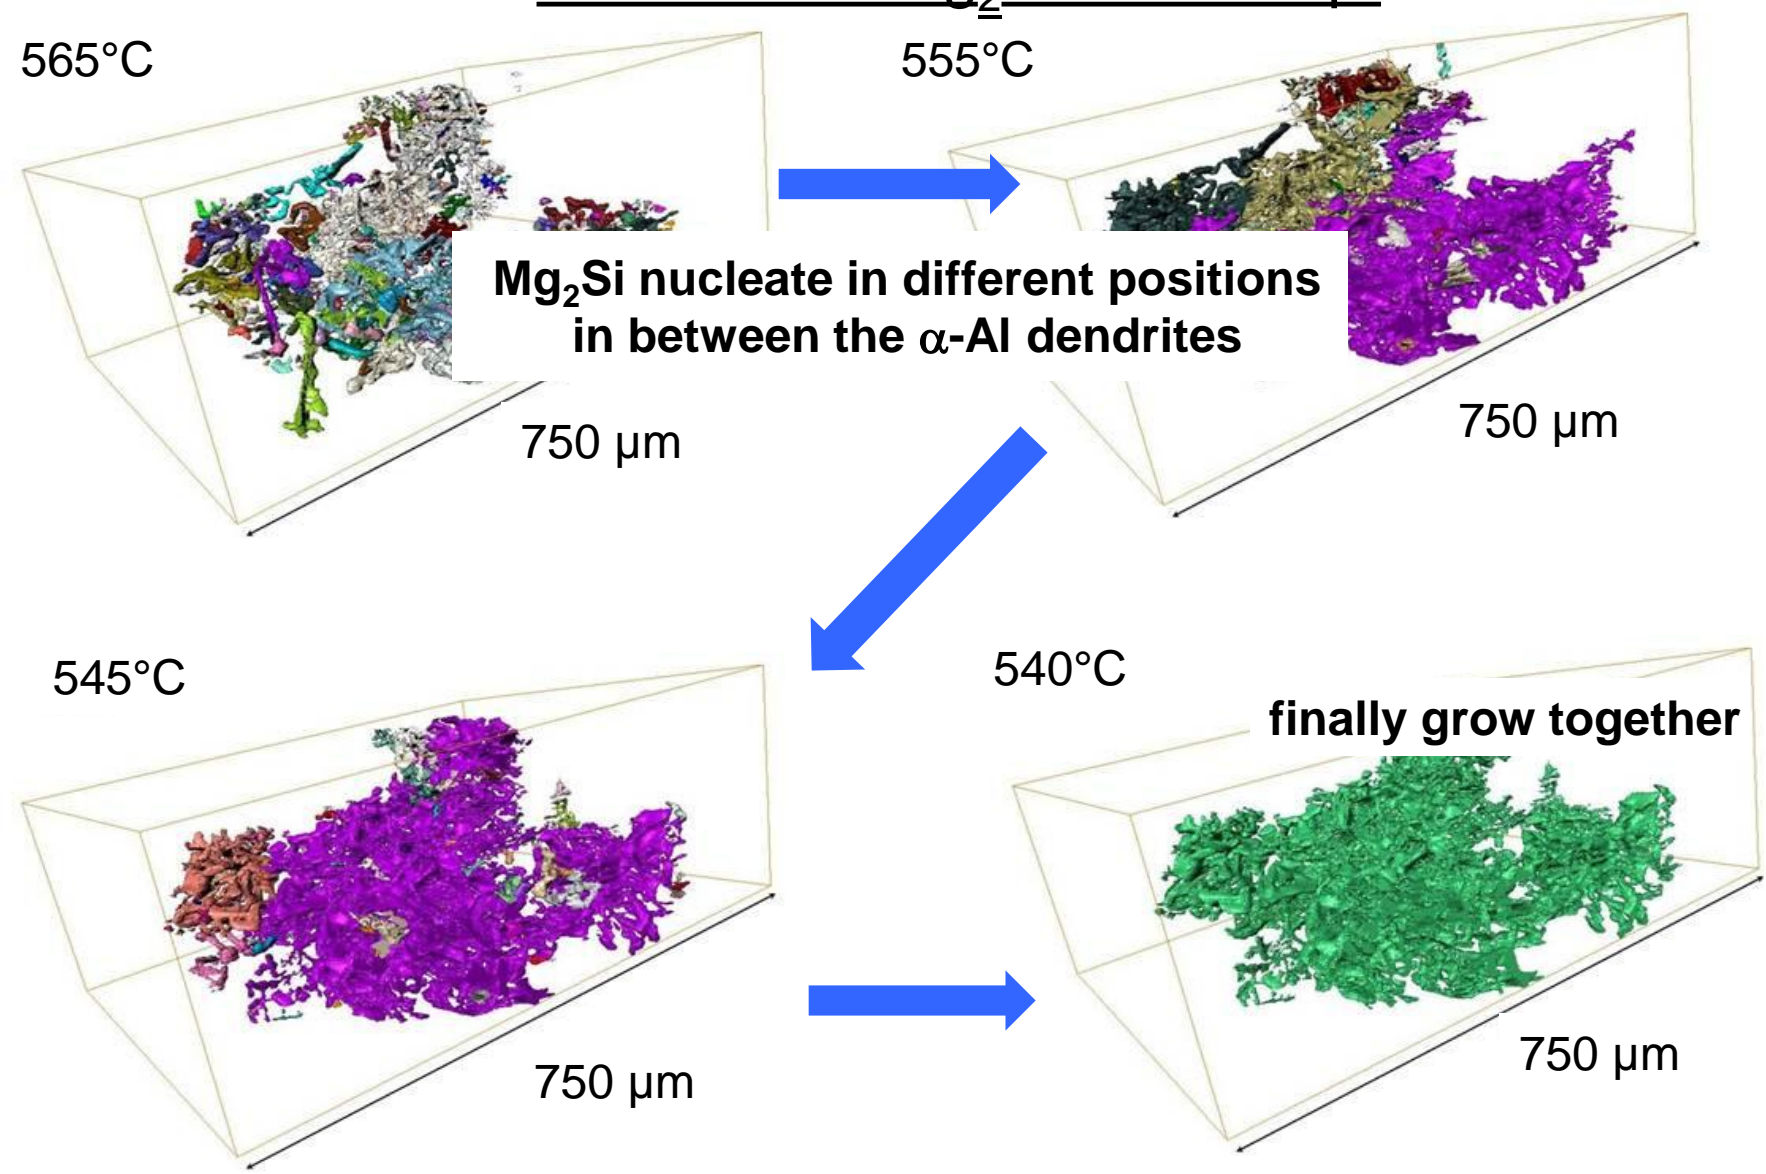 565°C
555°C
Mg₂Si nucleate in different positions
in between the α-Al dendrites
750 µm
750 µm
545°C
540°C
finally grow together
750 µm
750 µm